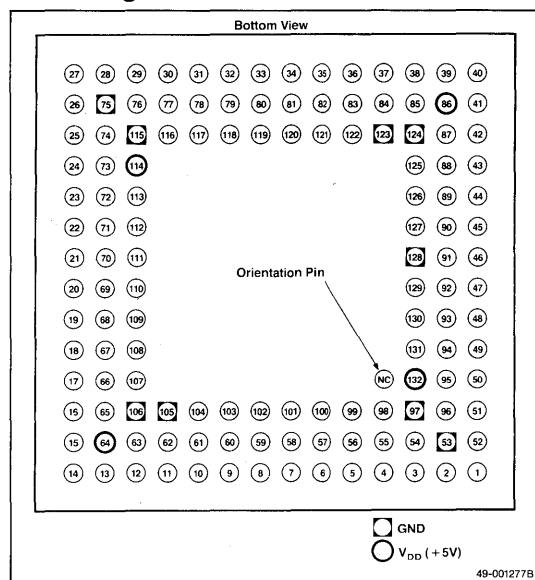 Bottom View
27 28 29 30 31 32 33 34 35 36 37 38 39 40
26 75 76 77 78 79 80 81 82 83 84 85 86 41
25 74 115 116 117 118 119 120 121 122 123 124 87 42
24 73 114 125 88 43
23 72 113 126 89 44
22 71 112 127 90 45
21 70 111 128 91 46
Orientation Pin
20 69 110 129 92 47
19 68 109 130 93 48
18 67 108 131 94 49
17 66 107 NC 132 95 50
16 65 106 105 104 103 102 101 100 99 98 97 96 51
15 64 63 62 61 60 59 58 57 56 55 54 53 52
14 13 12 11 10 9 8 7 6 5 4 3 2 1
GND
VDD (+5V)
49-001277B